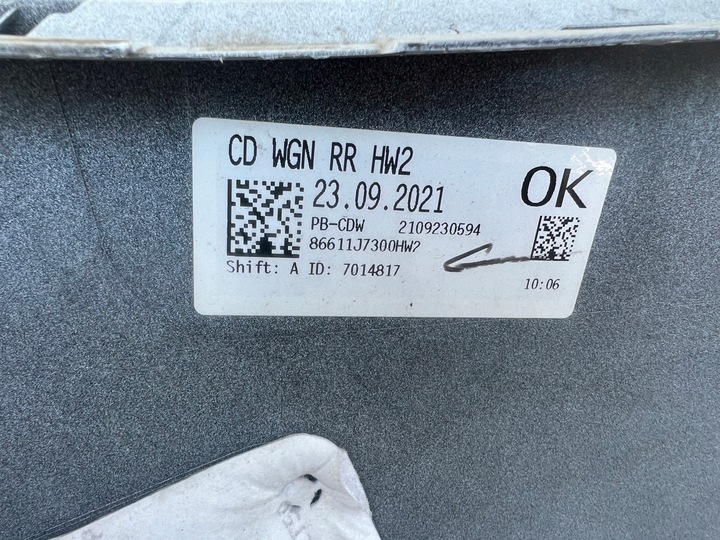 CD WGN RR HW2
OK
23.09.2021
PB-CDW 2109230594
86611J7300HW2
Shift: A ID: 7014817
10:06